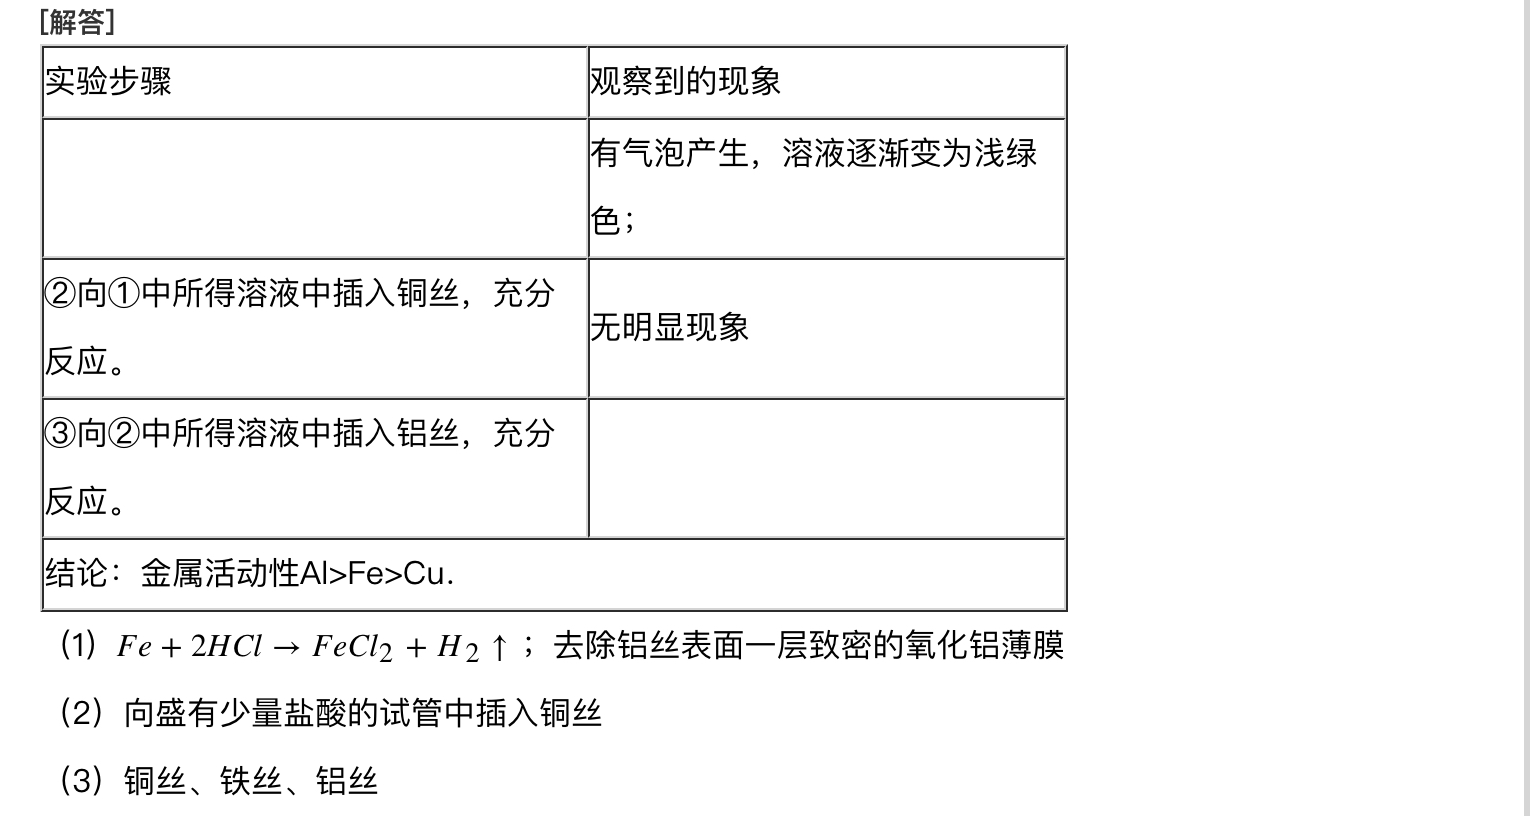 [解答]
实验步骤
观察到的现象
有气泡产生，溶液逐渐变为浅绿
色；
②向①中所得溶液中插入铜丝，充分
反应。
无明显现象
③向②中所得溶液中插入铝丝，充分
反应。
结论：金属活动性Al>Fe>Cu.
（1）Fe + 2HCl → FeCl₂ + H₂ ↑ ；去除铝丝表面一层致密的氧化铝薄膜
（2）向盛有少量盐酸的试管中插入铜丝
（3）铜丝、铁丝、铝丝